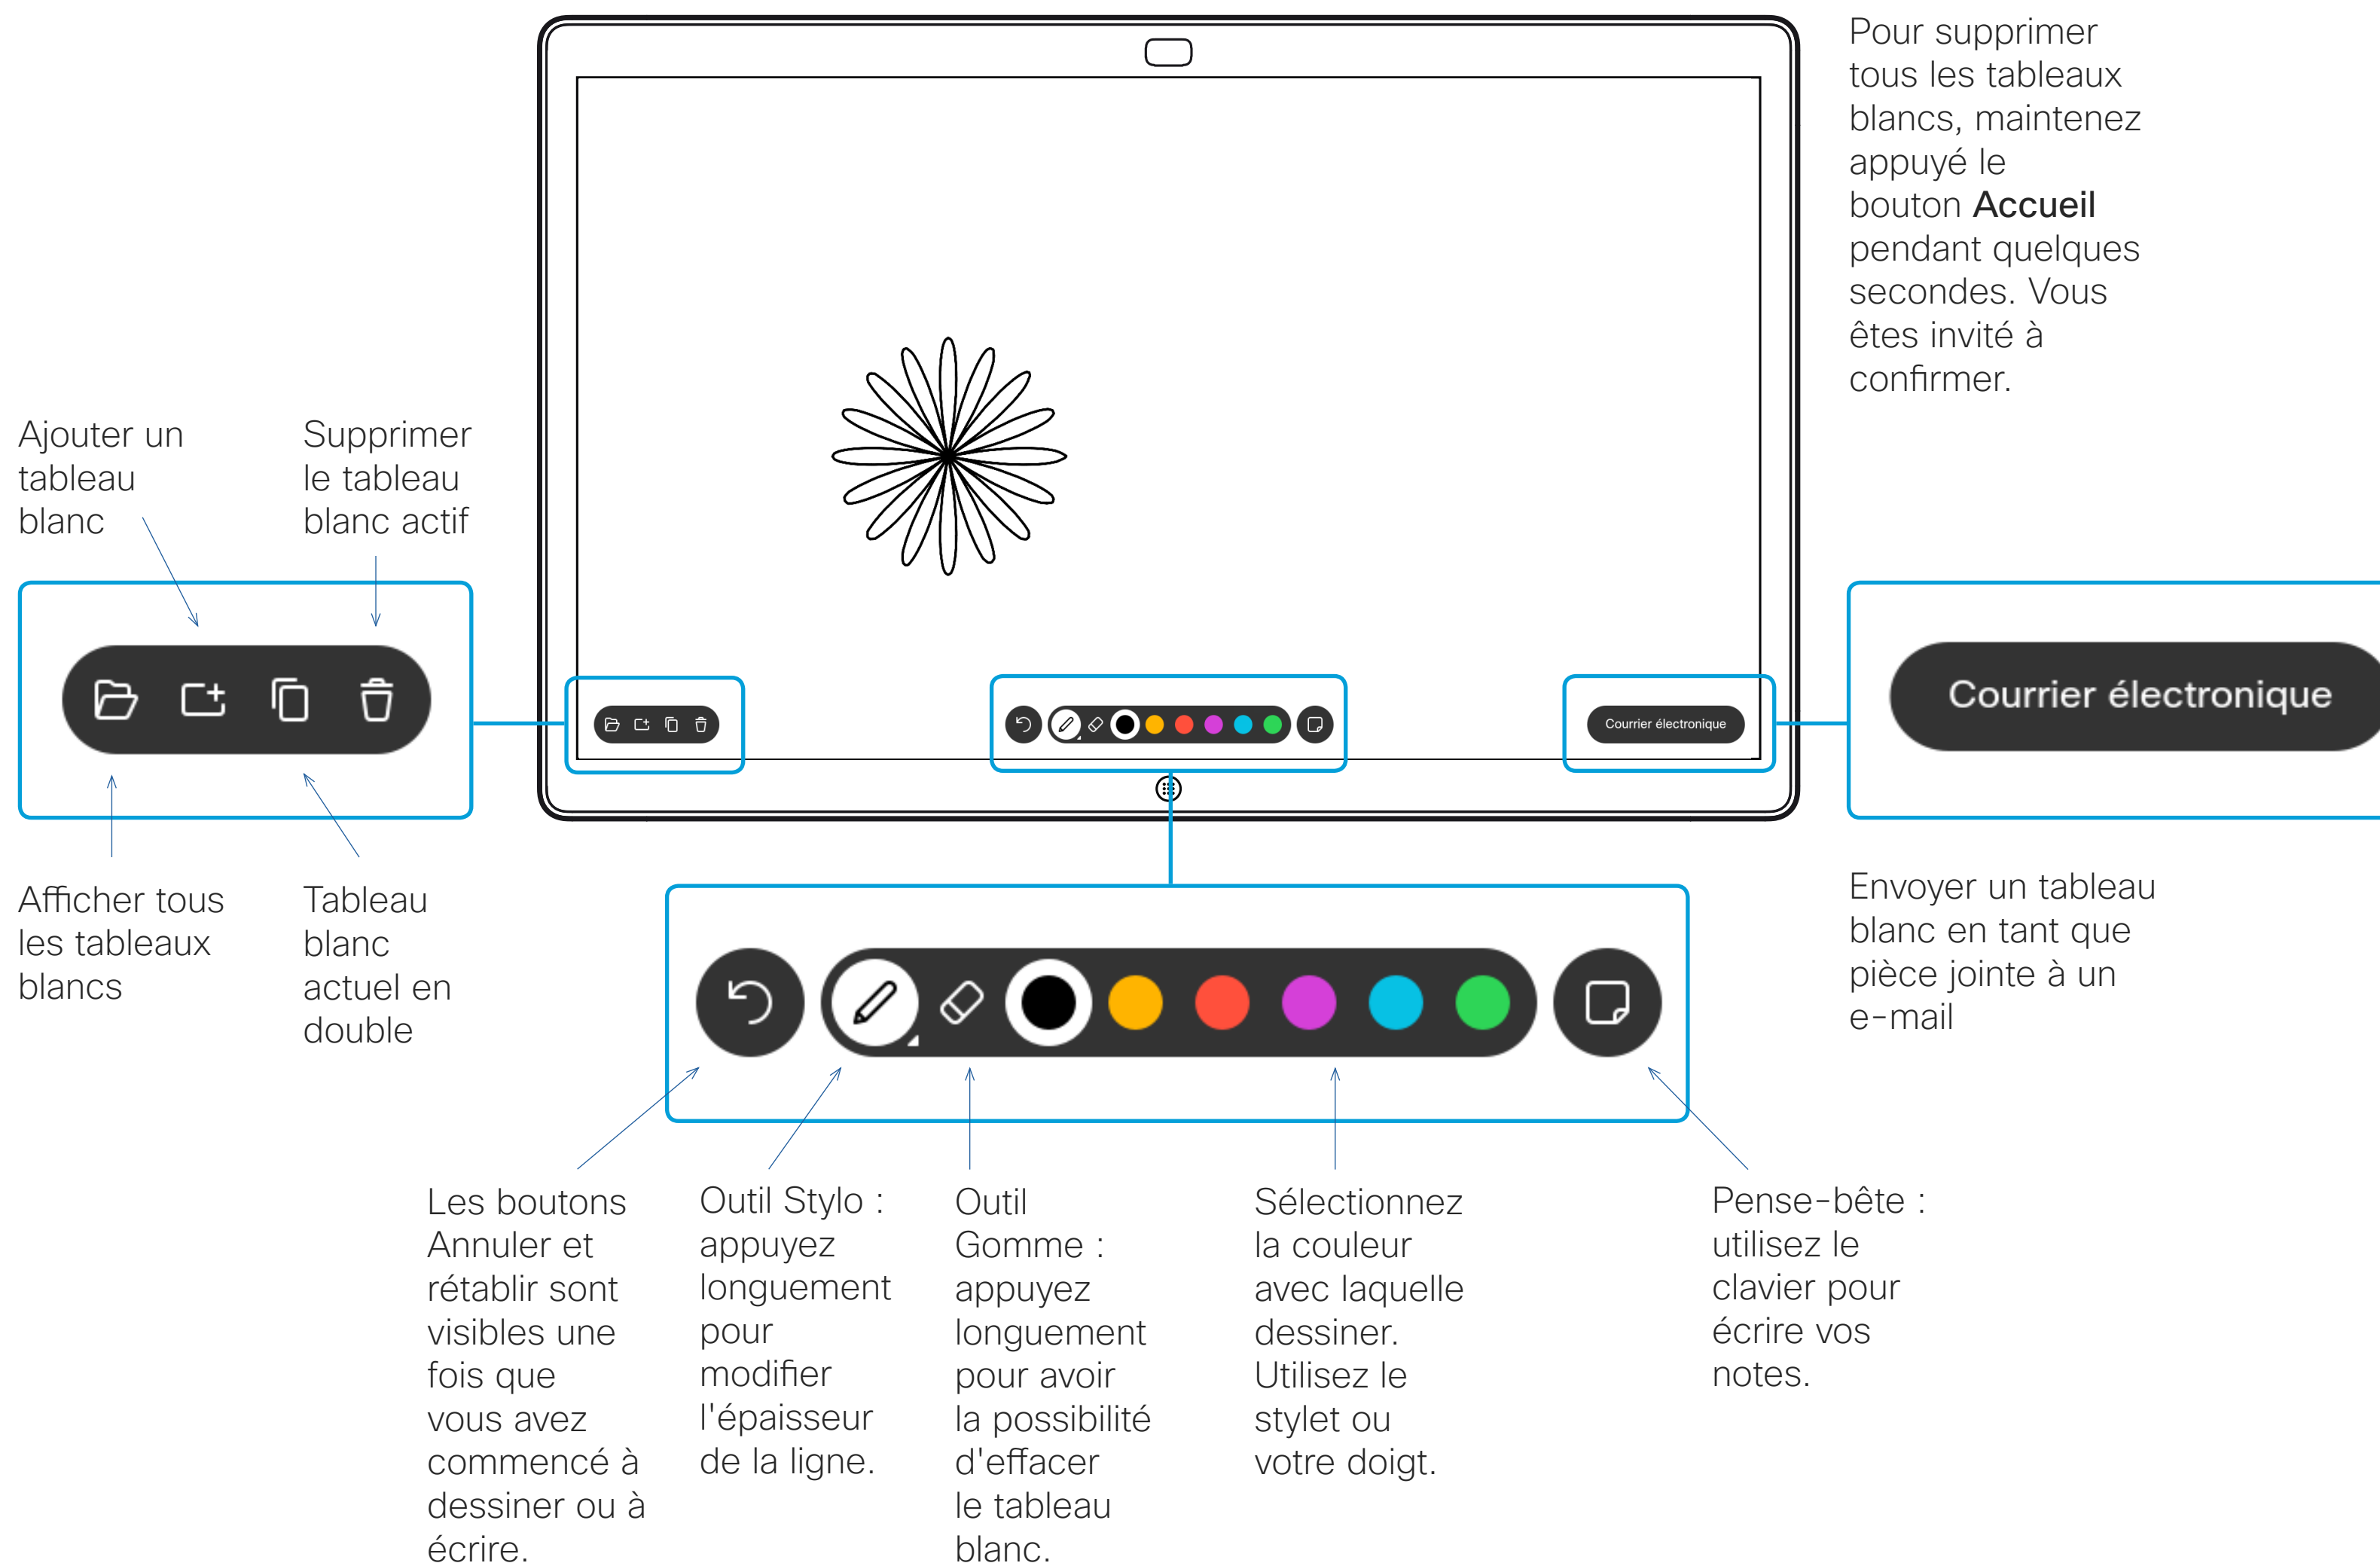 Pour supprimer
tous les tableaux
blancs, maintenez
appuyé le
bouton Accueil
pendant quelques
secondes. Vous
êtes invité à
confirmer.
Ajouter un
tableau
blanc
Supprimer
le tableau
blanc actif
Courrier électronique
Courrier électronique
Afficher tous
les tableaux
blancs
Tableau
blanc
actuel en
double
Envoyer un tableau
blanc en tant que
pièce jointe à un
e-mail
Les boutons
Annuler et
rétablir sont
visibles une
fois que
vous avez
commencé à
dessiner ou à
écrire.
Outil Stylo :
appuyez
longuement
pour
modifier
l'épaisseur
de la ligne.
Outil
Gomme :
appuyez
longuement
pour avoir
la possibilité
d'effacer
le tableau
blanc.
Sélectionnez
la couleur
avec laquelle
dessiner.
Utilisez le
stylet ou
votre doigt.
Pense-bête :
utilisez le
clavier pour
écrire vos
notes.